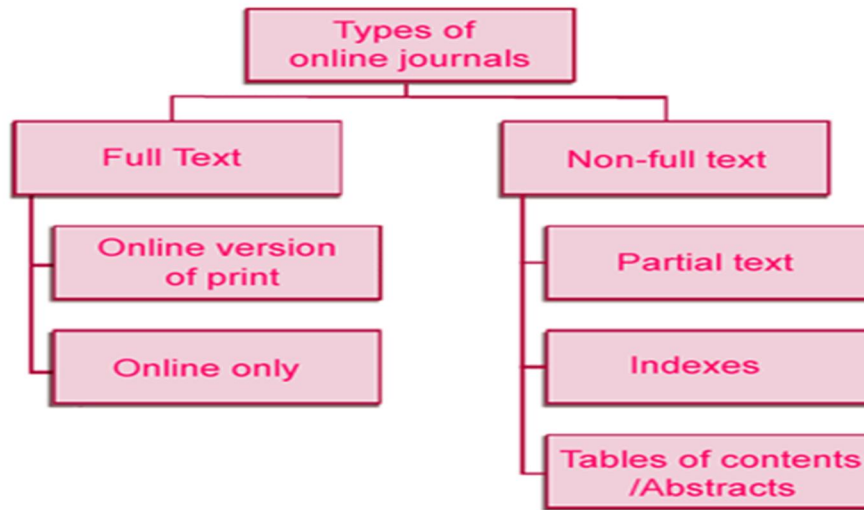 Types of
online journals
Full Text
Non-full text
Online version
of print
Partial text
Online only
Indexes
Tables of contents
/Abstracts